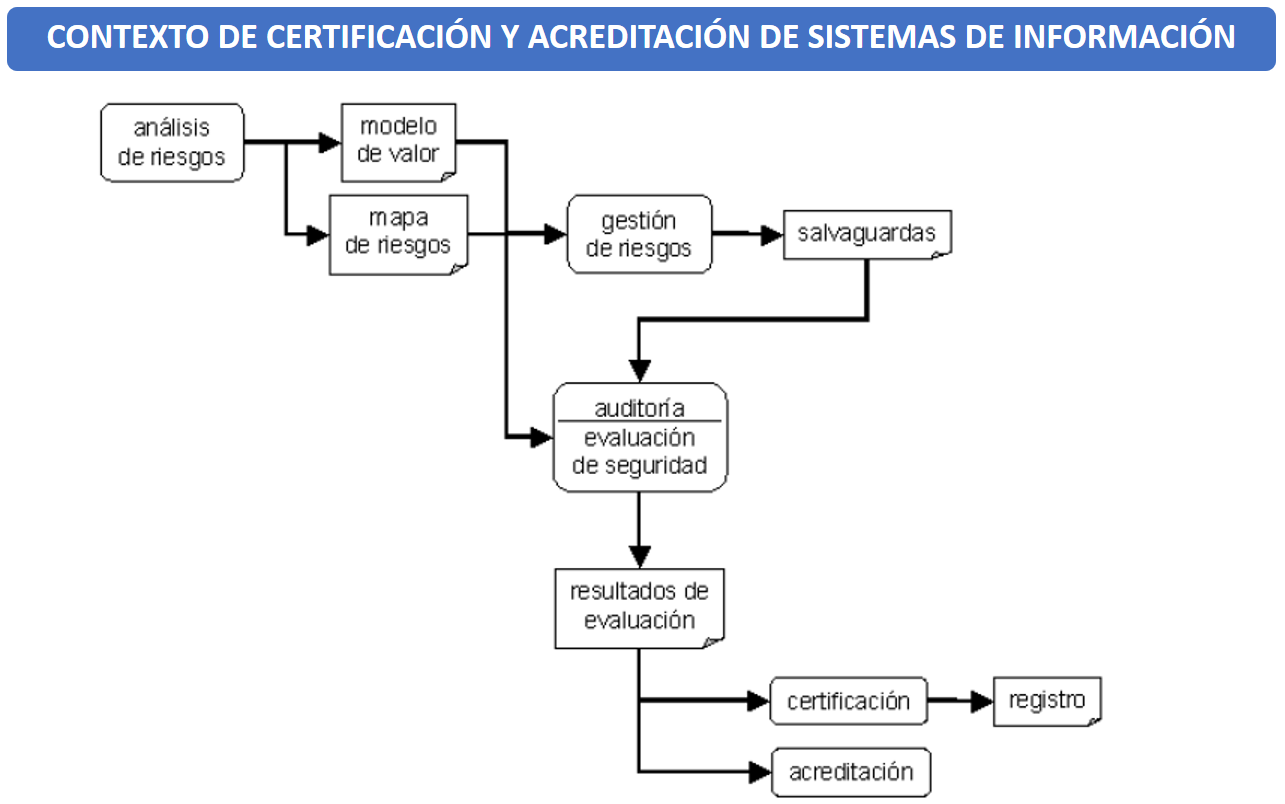 CONTEXTO DE CERTIFICACIÓN Y ACREDITACIÓN DE SISTEMAS DE INFORMACIÓN
análisis
de riesgos
modelo
de valor
mapa
de riesgos
gestión
de riesgos
salvaguardas
auditoría
evaluación
de seguridad
resultados de
evaluación
certificación
registro
acreditación